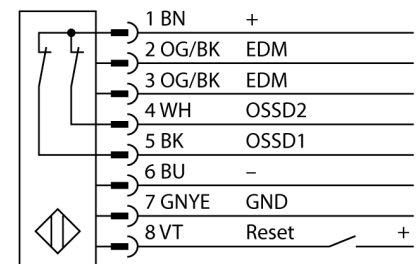 1 BN +
2 OG/BK EDM
3 OG/BK EDM
4 WH OSSD2
5 BK OSSD1
6 BU –
7 GNYE GND
8 VT Reset +